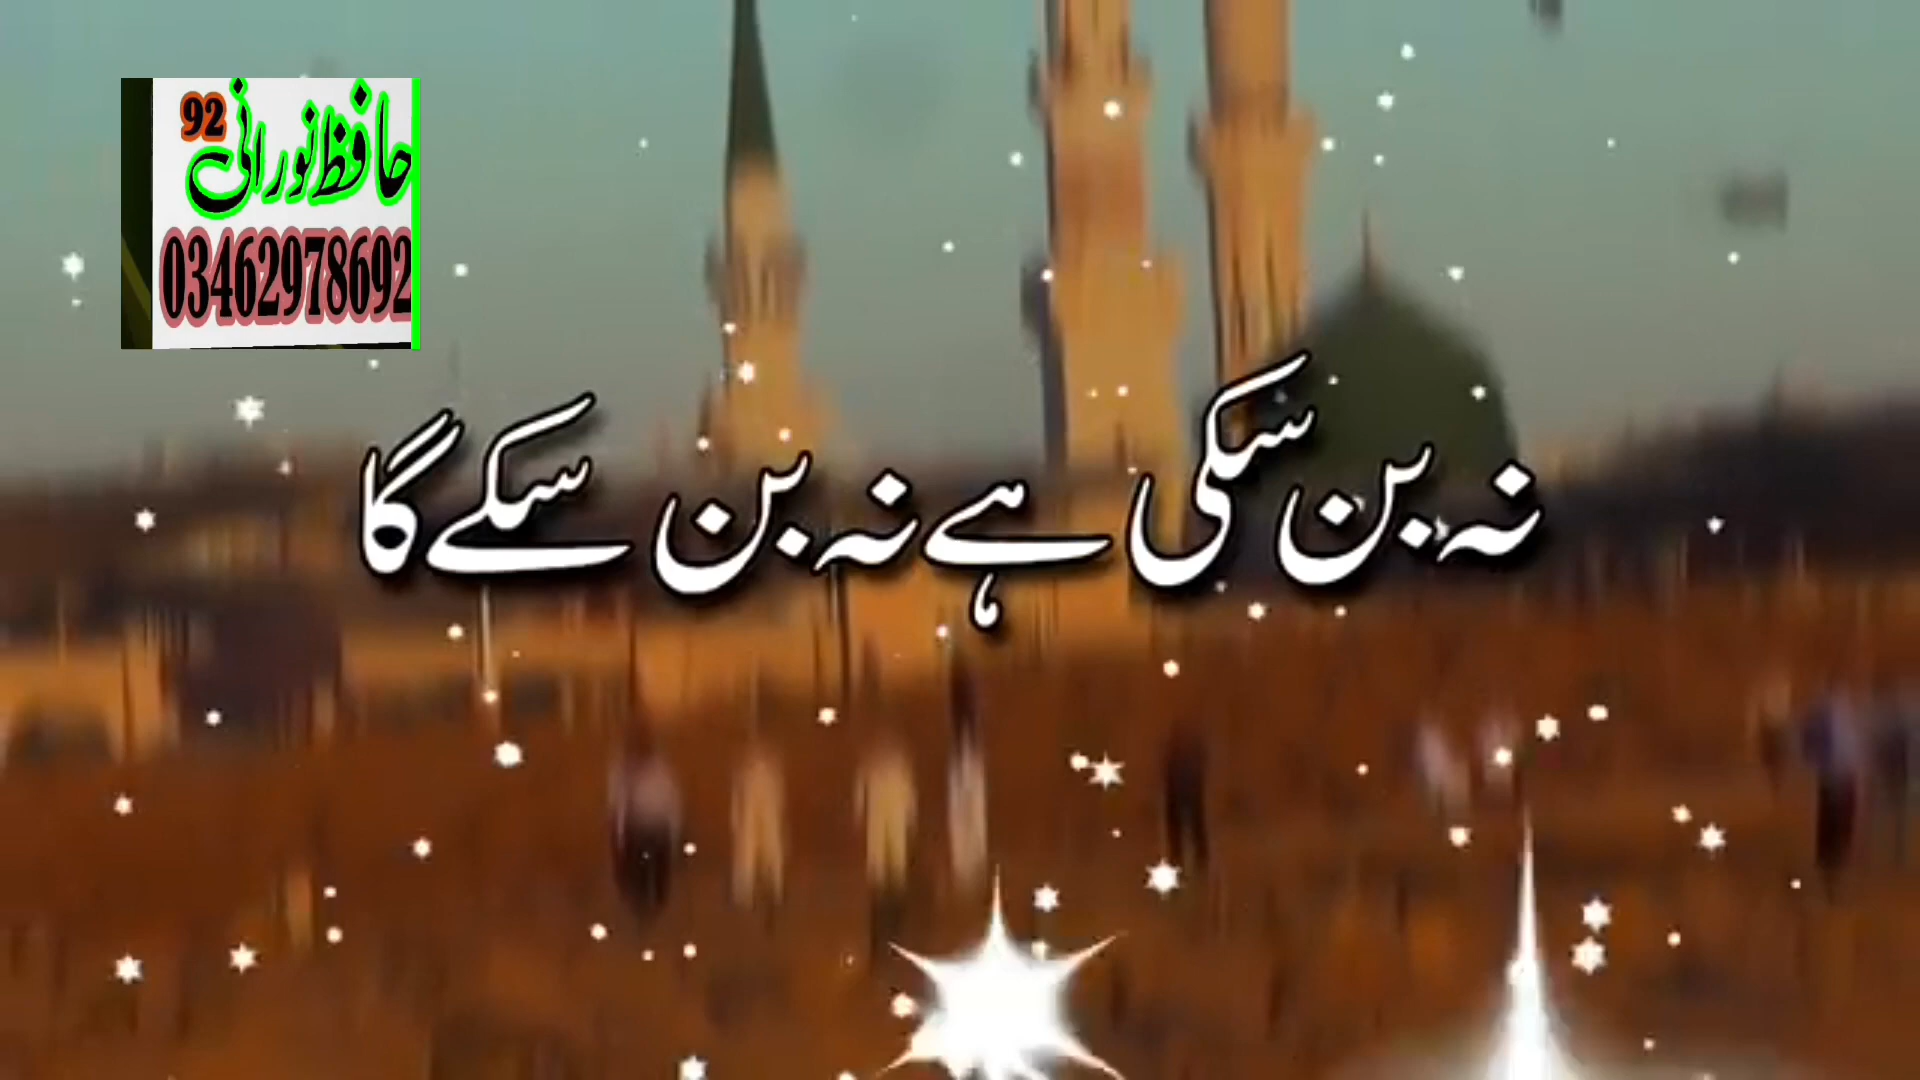 حافظ نورانی 92
03462978692
نہ بن سکی ہے نہ بن سکے گا